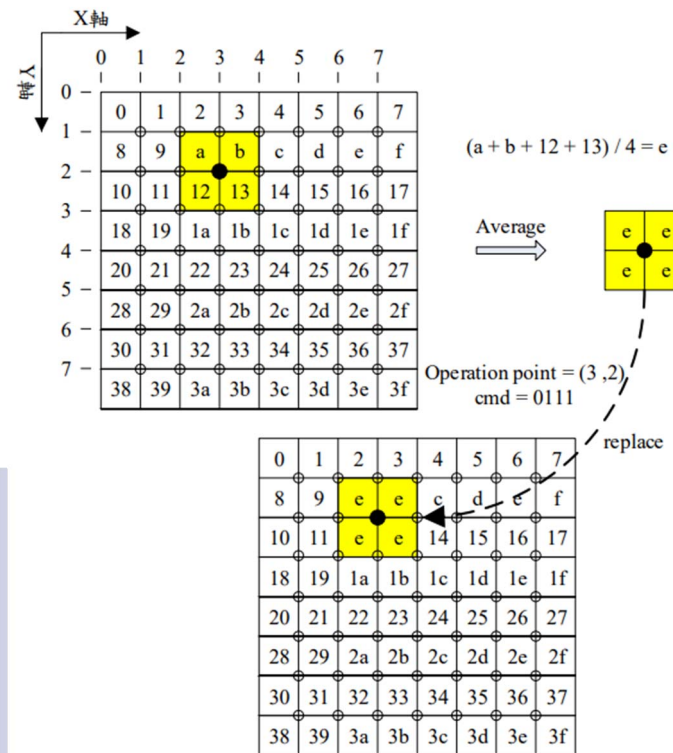 X軸
Y軸
0 1 2 3 4 5 6 7
0
1
2
3
4
5
6
7
0 1 2 3 4 5 6 7
8 9 a b c d e f
10 11 12 13 14 15 16 17
18 19 1a 1b 1c 1d 1e 1f
20 21 22 23 24 25 26 27
28 29 2a 2b 2c 2d 2e 2f
30 31 32 33 34 35 36 37
38 39 3a 3b 3c 3d 3e 3f
(a + b + 12 + 13) / 4 = e
Average
e e
e e
Operation point = (3 ,2)
cmd = 0111
replace
0 1 2 3 4 5 6 7
8 9 e e c d e f
10 11 e e 14 15 16 17
18 19 1a 1b 1c 1d 1e 1f
20 21 22 23 24 25 26 27
28 29 2a 2b 2c 2d 2e 2f
30 31 32 33 34 35 36 37
38 39 3a 3b 3c 3d 3e 3f